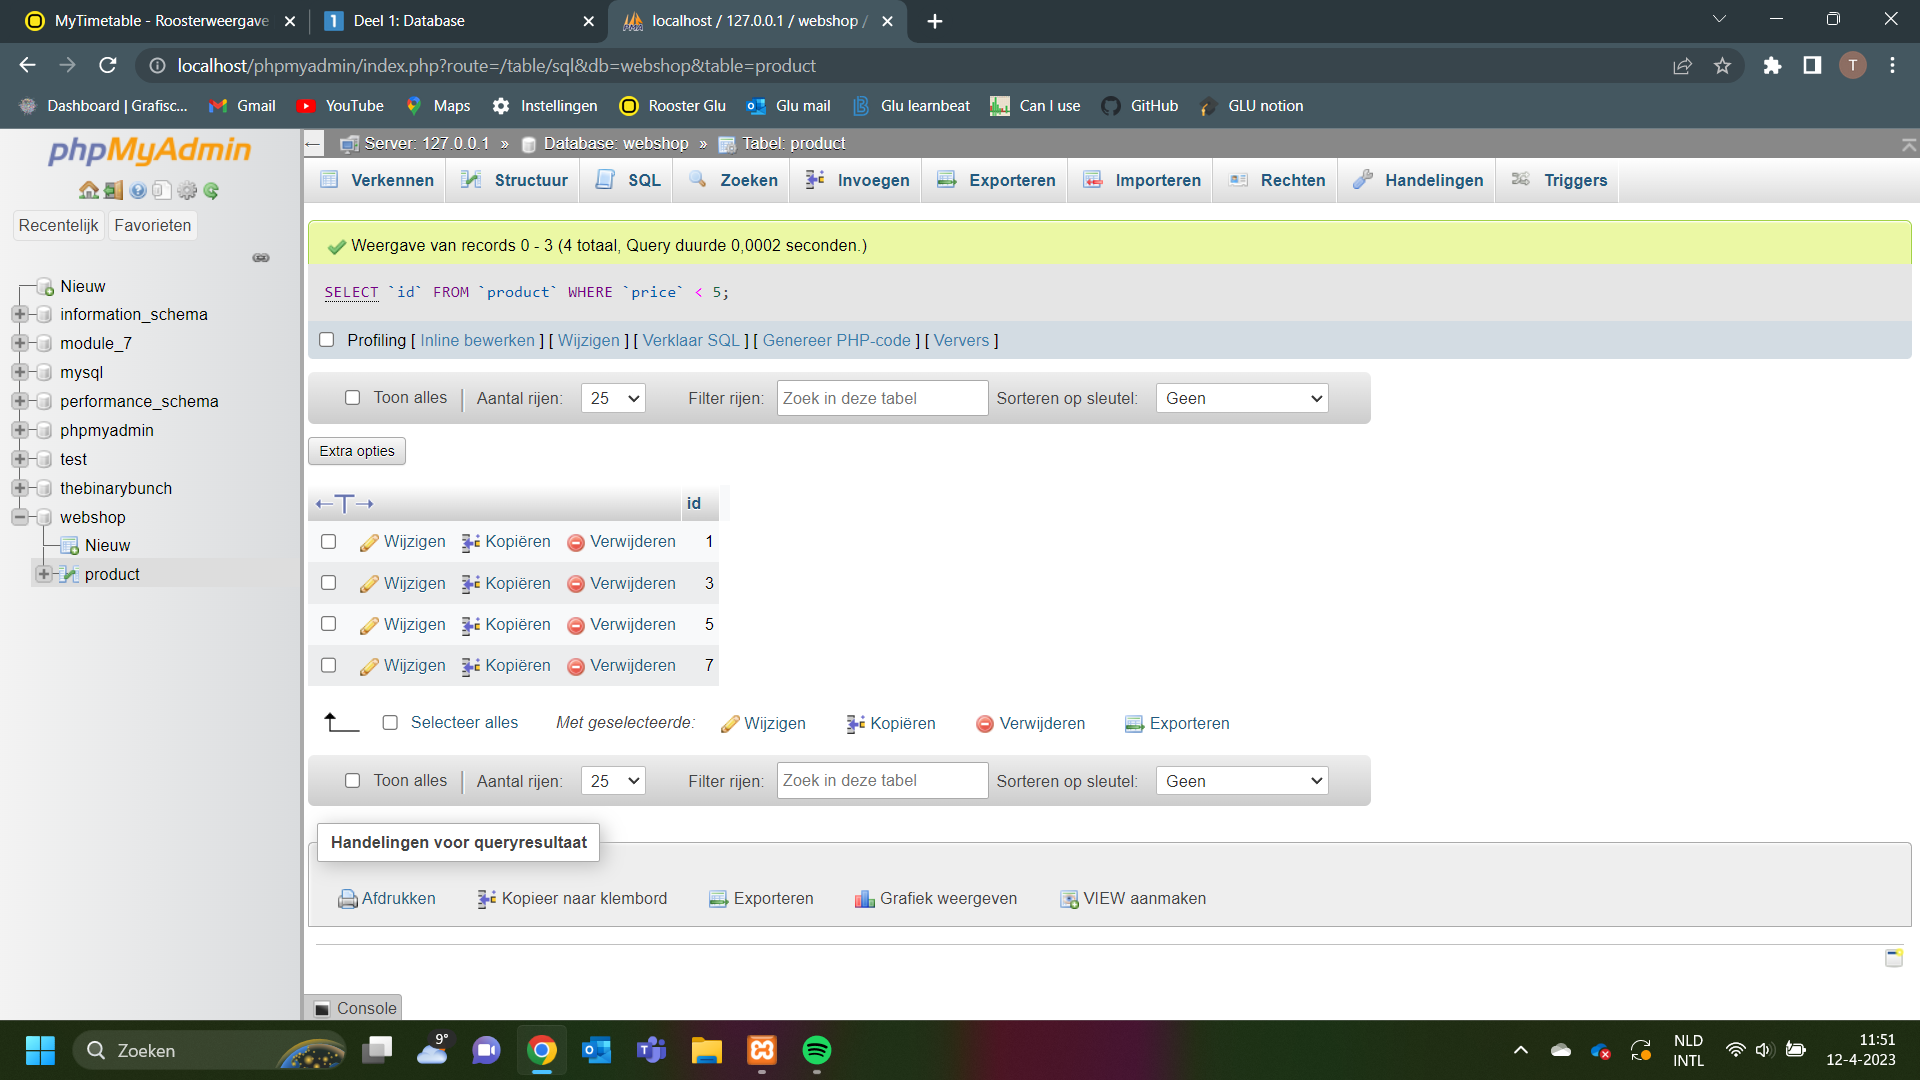 MyTimetable - Roosterweergave
Deel 1: Database
localhost / 127.0.0.1 / webshop /
localhost/phpmyadmin/index.php?route=/table/sql&db=webshop&table=product
T
Dashboard | Grafisc...
Gmail
YouTube
Maps
Instellingen
Rooster Glu
Glu mail
Glu learnbeat
Can I use
GitHub
GLU notion
phpMyAdmin
Recentelijk
Favorieten
Nieuw
information_schema
module_7
mysql
performance_schema
phpmyadmin
test
thebinarybunch
webshop
Nieuw
product
Server: 127.0.0.1 » Database: webshop » Tabel: product
Verkennen
Structuur
SQL
Zoeken
Invoegen
Exporteren
Importeren
Rechten
Handelingen
Triggers
Weergave van records 0 - 3 (4 totaal, Query duurde 0,0002 seconden.)
SELECT `id` FROM `product` WHERE `price` < 5;
Profiling [ Inline bewerken ] [ Wijzigen ] [ Verklaar SQL ] [ Genereer PHP-code ] [ Ververs ]
Toon alles | Aantal rijen: 25 Filter rijen: Zoek in deze tabel Sorteren op sleutel: Geen
Extra opties
←T→ id
Wijzigen Kopiëren Verwijderen 1
Wijzigen Kopiëren Verwijderen 3
Wijzigen Kopiëren Verwijderen 5
Wijzigen Kopiëren Verwijderen 7
Selecteer alles Met geselecteerde: Wijzigen Kopiëren Verwijderen Exporteren
Toon alles | Aantal rijen: 25 Filter rijen: Zoek in deze tabel Sorteren op sleutel: Geen
Handelingen voor queryresultaat
Afdrukken Kopieer naar klembord Exporteren Grafiek weergeven VIEW aanmaken
Console
Zoeken
9°
NLD
INTL
11:51
12-4-2023